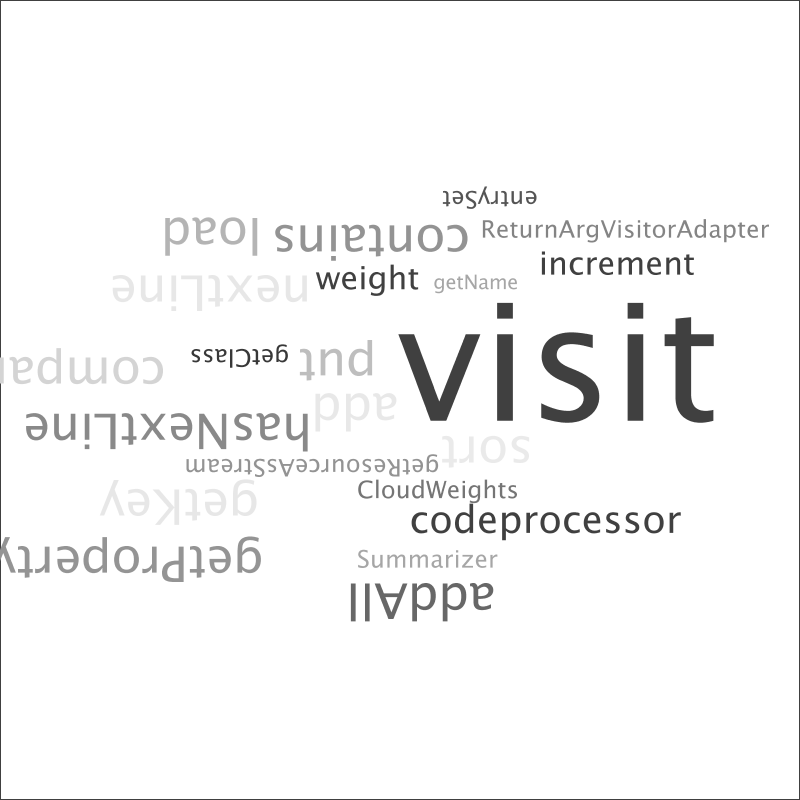 entrySet
load
contains
ReturnArgVisitorAdapter
increment
nextLine
weight
getName
visit
compar
getClass
put
add
hasNextLine
sort
getResourceAsStream
CloudWeights
getKey
codeprocessor
getProperty
Summarizer
addAll